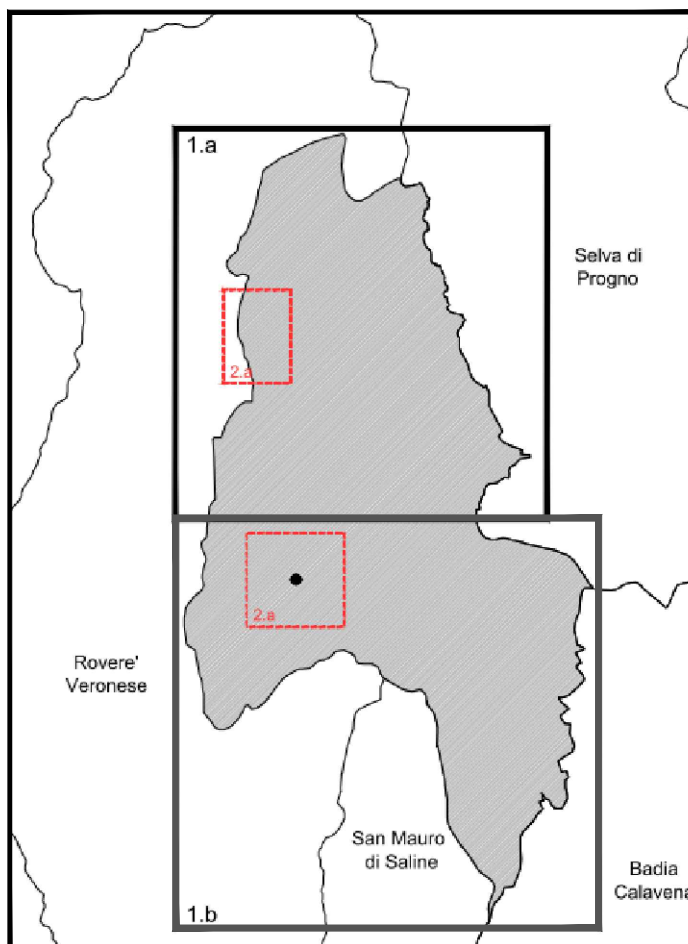 1.a
Selva di
Progno
2.a
2.a
Rovere'
Veronese
San Mauro
di Saline
Badia
Calavena
1.b